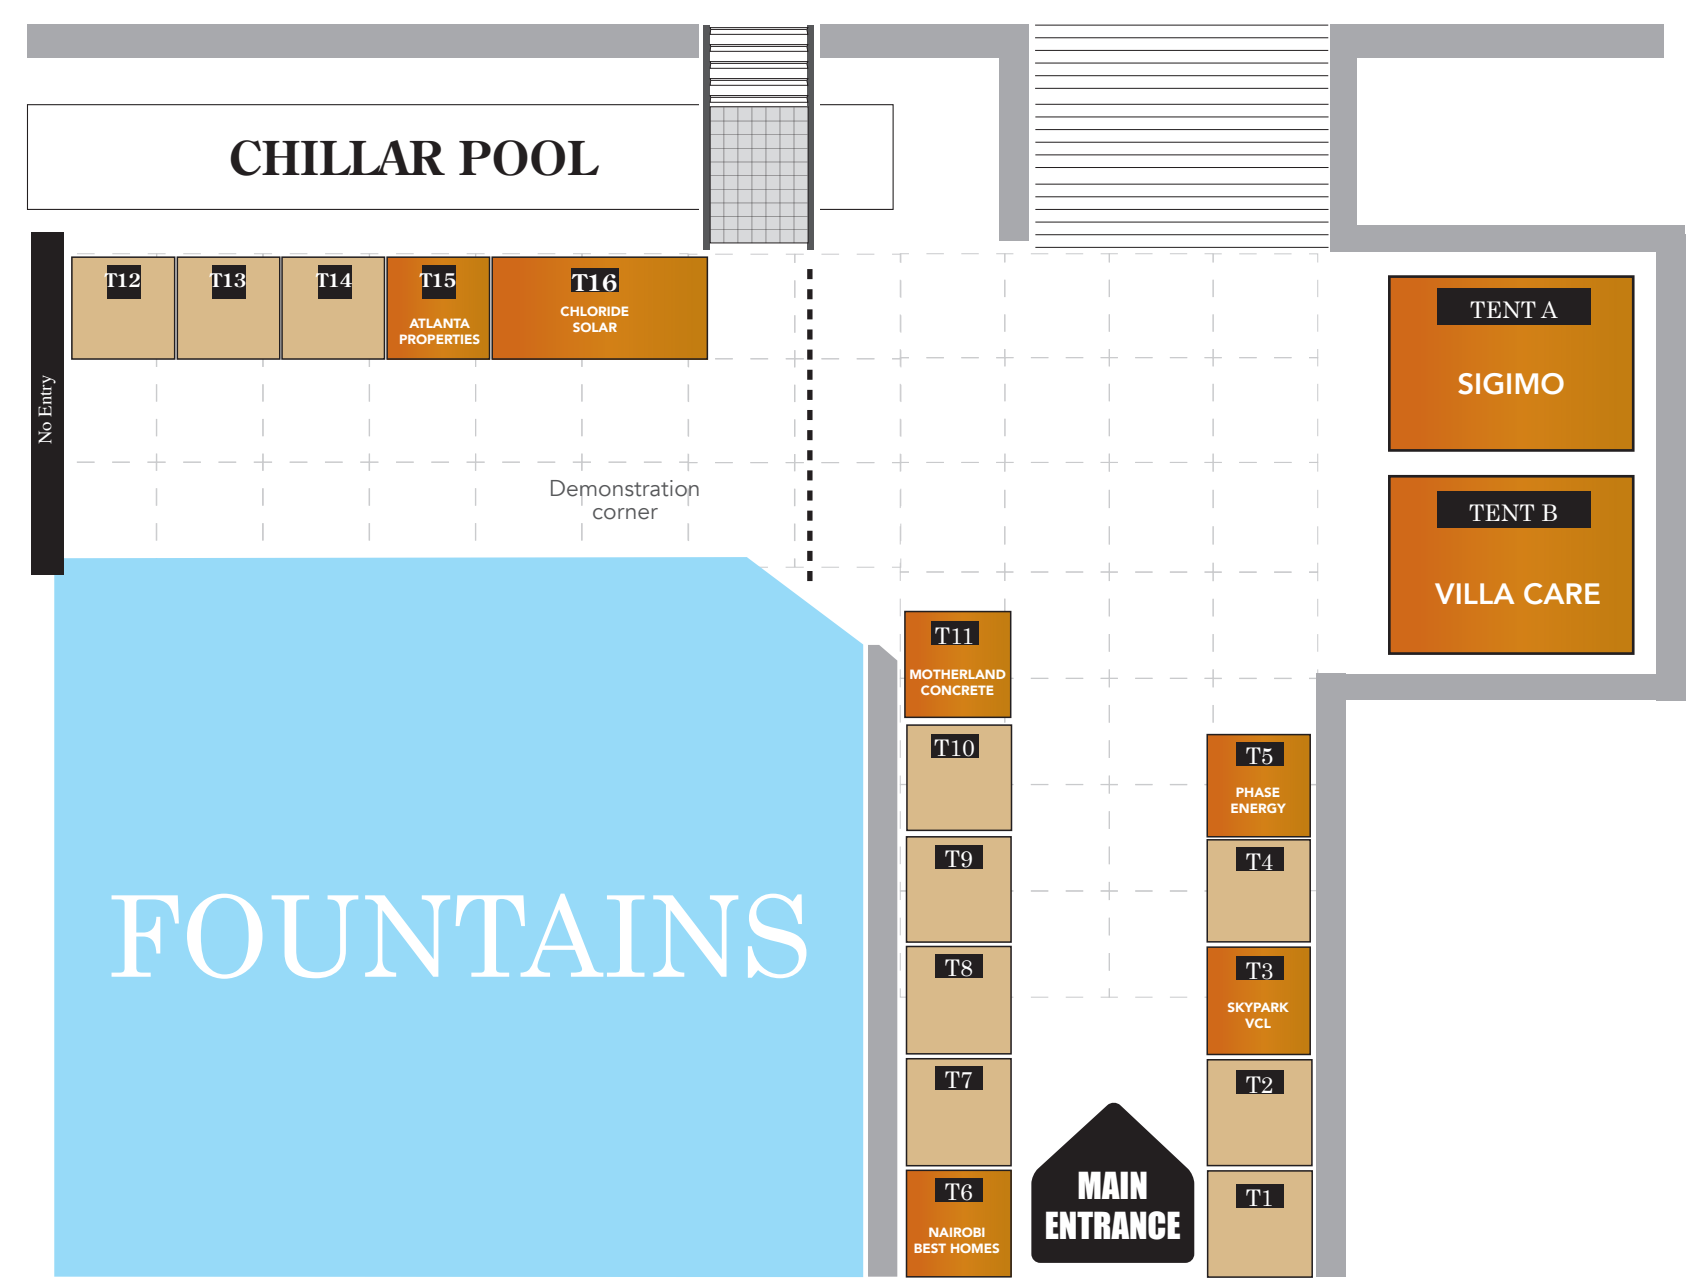 CHILLAR POOL
No Entry
T12
T13
T14
T15
ATLANTA
PROPERTIES
T16
CHLORIDE
SOLAR
TENT A
SIGIMO
Demonstration
corner
TENT B
VILLA CARE
T11
MOTHERLAND
CONCRETE
T10
T5
PHASE
ENERGY
T9
T4
FOUNTAINS
T8
T3
SKYPARK
VCL
T7
T2
T6
NAIROBI
BEST HOMES
MAIN
ENTRANCE
T1